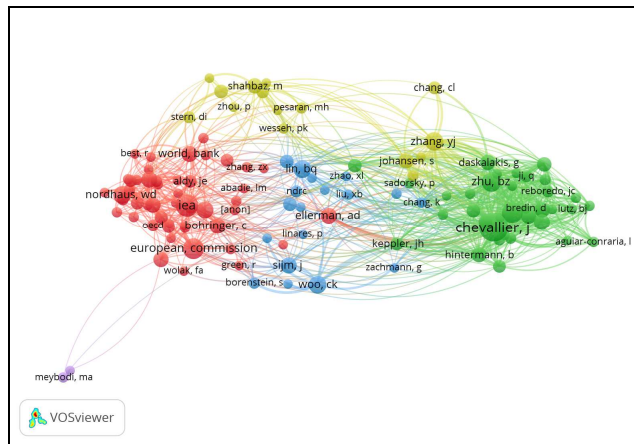 shahbaz, m
chang, cl
zhou, p
pesaran, mh
stern, di
wesseh, pk
zhang, yj
best, r
world, bank
johansen, s
daskalakis, g
zhang, zx
lin, bq
zhao, xl
ji, q
aldy, je
sadorsky, p
zhu, bz
reboredo, jc
nordhaus, wd
abadie, lm
ndrc
liu, xb
iea
[anon]
chang, k
bredin, d
lutz, bj
ellerman, ad
oecd
bohringer, c
chevallier, j
linares, p
european, commission
keppler, jh
aguiar-conraria, l
hintermann, b
wolak, fa
green, r
sijm, j
zachmann, g
borenstein, s
woo, ck
meybodi, ma
VOSviewer